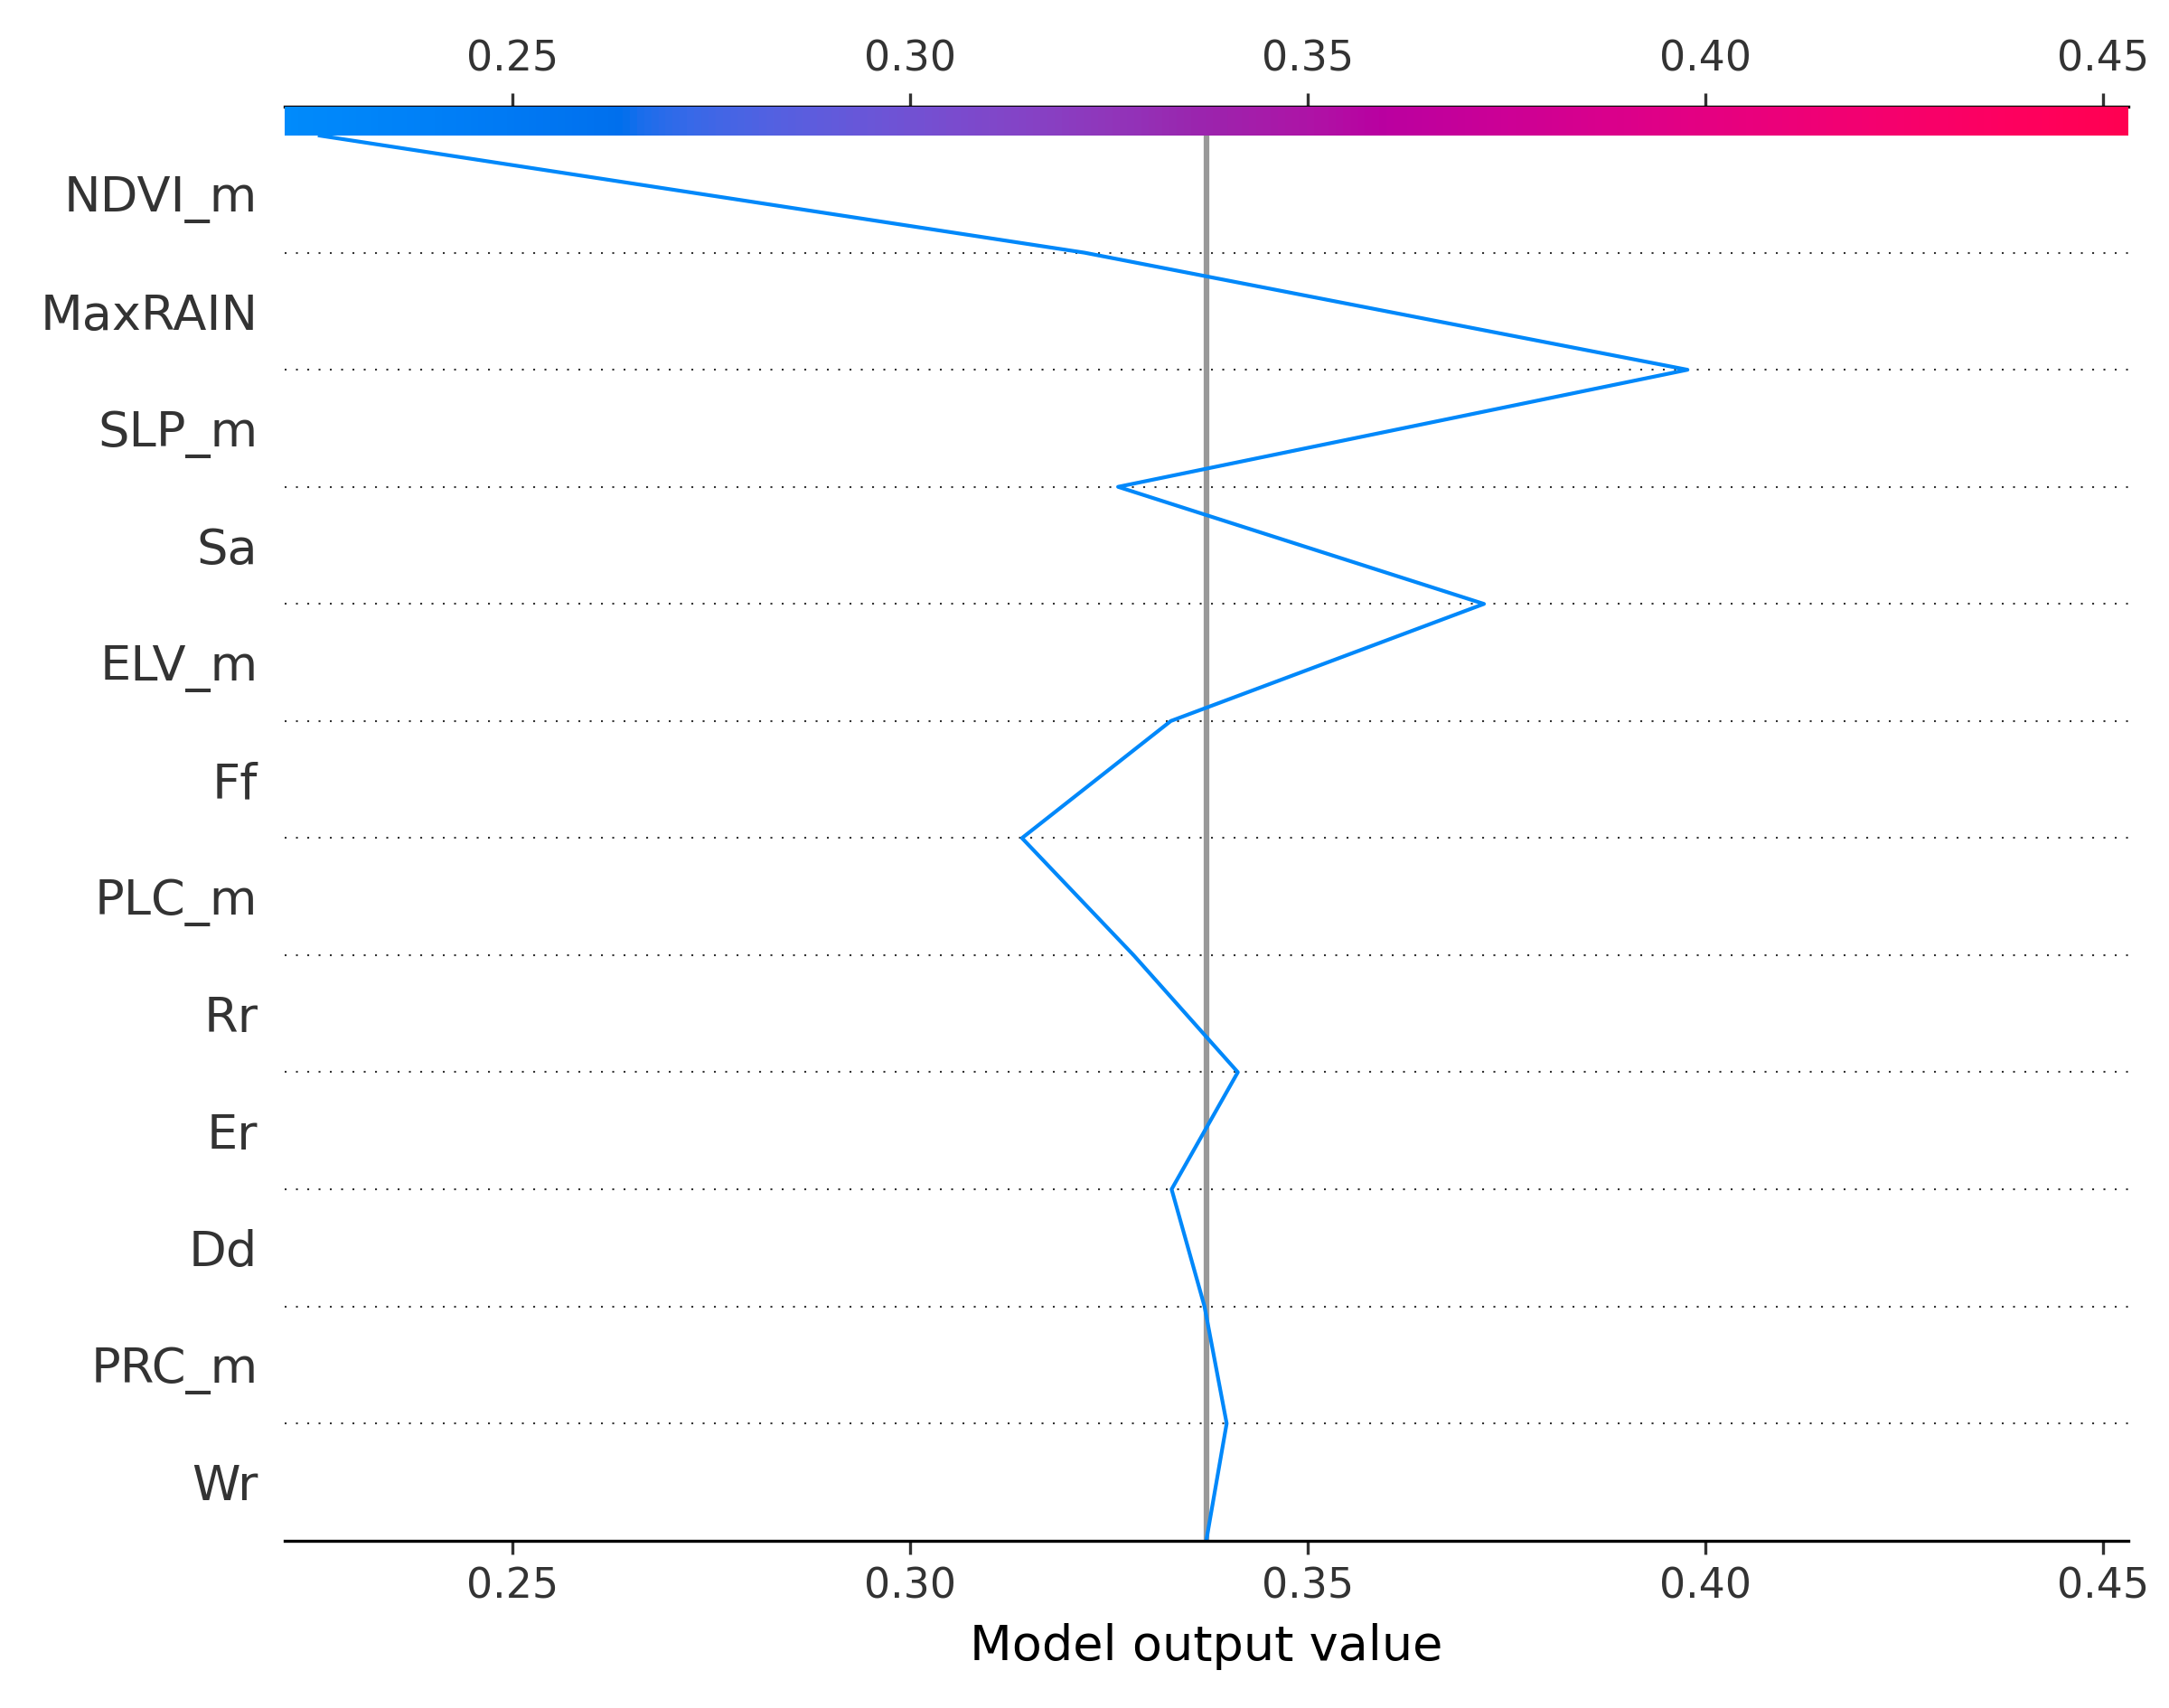 0.25 0.30 0.35 0.40 0.45
NDVI_m
MaxRAIN
SLP_m
Sa
ELV_m
Ff
PLC_m
Rr
Er
Dd
PRC_m
Wr
0.25 0.30 0.35 0.40 0.45
Model output value